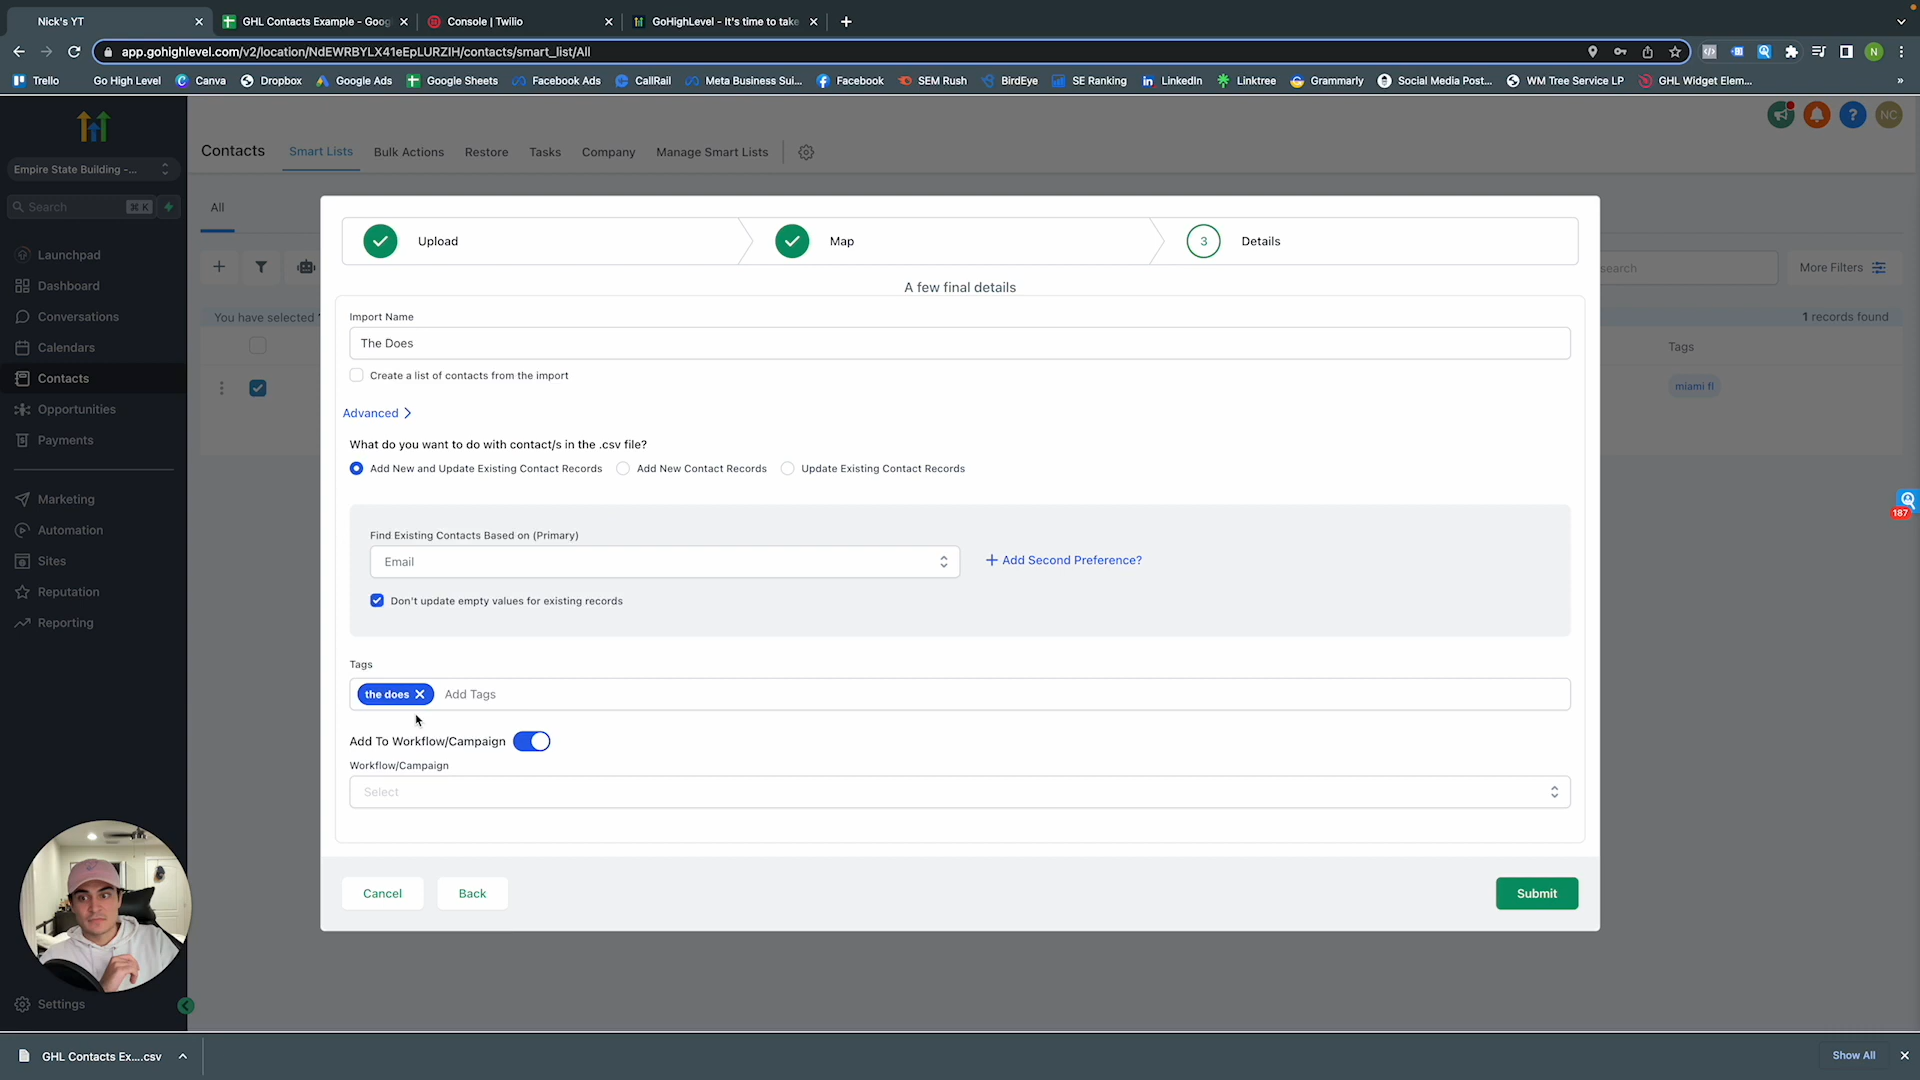 Nick's YT
GHL Contacts Example - Goog
Console | Twilio
GoHighLevel - It's time to take
app.gohighlevel.com/v2/location/NdEWRBYLX41eEpLURZIH/contacts/smart_list/All
N
Trello
Go High Level
Canva
Dropbox
Google Ads
Google Sheets
Facebook Ads
CallRail
Meta Business Sui...
Facebook
SEM Rush
BirdEye
SE Ranking
LinkedIn
Linktree
Grammarly
Social Media Post...
WM Tree Service LP
GHL Widget Elem...
»
NC
Contacts
Smart Lists
Bulk Actions
Restore
Tasks
Company
Manage Smart Lists
Empire State Building -...
Search
⌘ K
Launchpad
Dashboard
Conversations
Calendars
Contacts
Opportunities
Payments
Marketing
Automation
Sites
Reputation
Reporting
Settings
All
search
More Filters
You have selected
1 records found
Tags
miami fl
187
Upload
Map
3
Details
A few final details
Import Name
The Does
Create a list of contacts from the import
Advanced
What do you want to do with contact/s in the .csv file?
Add New and Update Existing Contact Records
Add New Contact Records
Update Existing Contact Records
Find Existing Contacts Based on (Primary)
Email
+ Add Second Preference?
Don't update empty values for existing records
Tags
the does
Add Tags
Add To Workflow/Campaign
Workflow/Campaign
Select
Cancel
Back
Submit
GHL Contacts Ex....csv
Show All